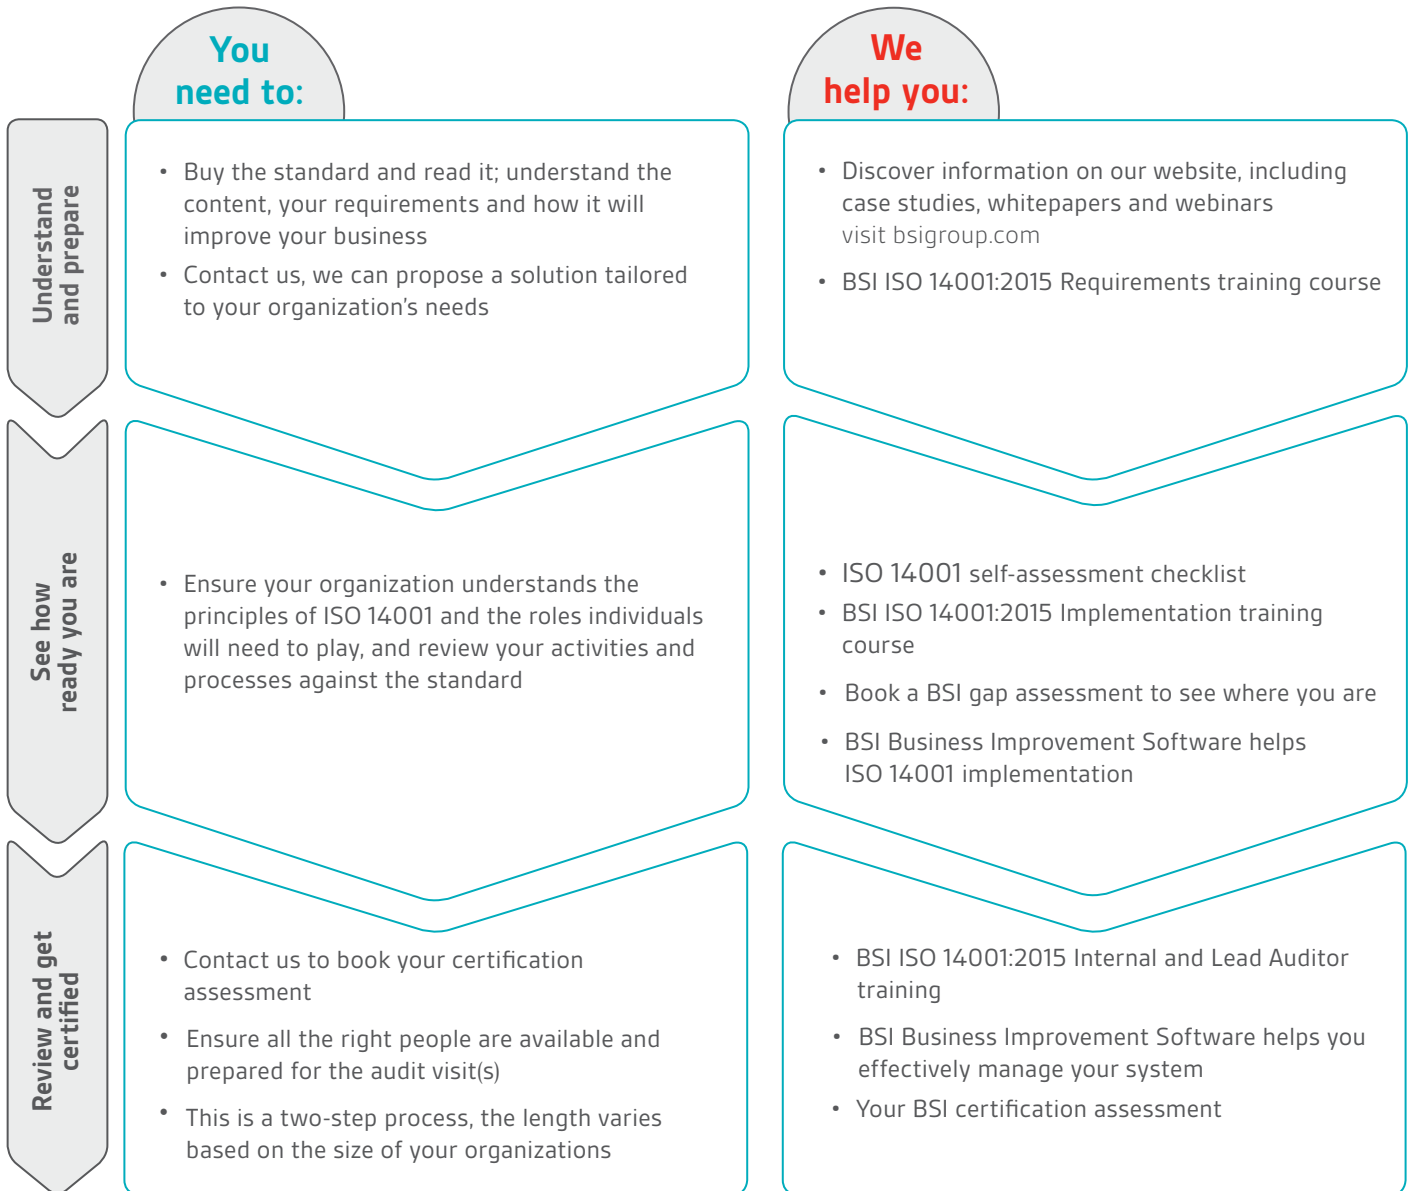 You
need to:
We
help you:
Understand
and prepare
• Buy the standard and read it; understand the
content, your requirements and how it will
improve your business
• Contact us, we can propose a solution tailored
to your organization's needs
• Discover information on our website, including
case studies, whitepapers and webinars
visit bsigroup.com
• BSI ISO 14001:2015 Requirements training course
See how
ready you are
• Ensure your organization understands the
principles of ISO 14001 and the roles individuals
will need to play, and review your activities and
processes against the standard
• ISO 14001 self-assessment checklist
• BSI ISO 14001:2015 Implementation training
course
• Book a BSI gap assessment to see where you are
• BSI Business Improvement Software helps
ISO 14001 implementation
Review and get
certified
• Contact us to book your certification
assessment
• Ensure all the right people are available and
prepared for the audit visit(s)
• This is a two-step process, the length varies
based on the size of your organizations
• BSI ISO 14001:2015 Internal and Lead Auditor
training
• BSI Business Improvement Software helps you
effectively manage your system
• Your BSI certification assessment